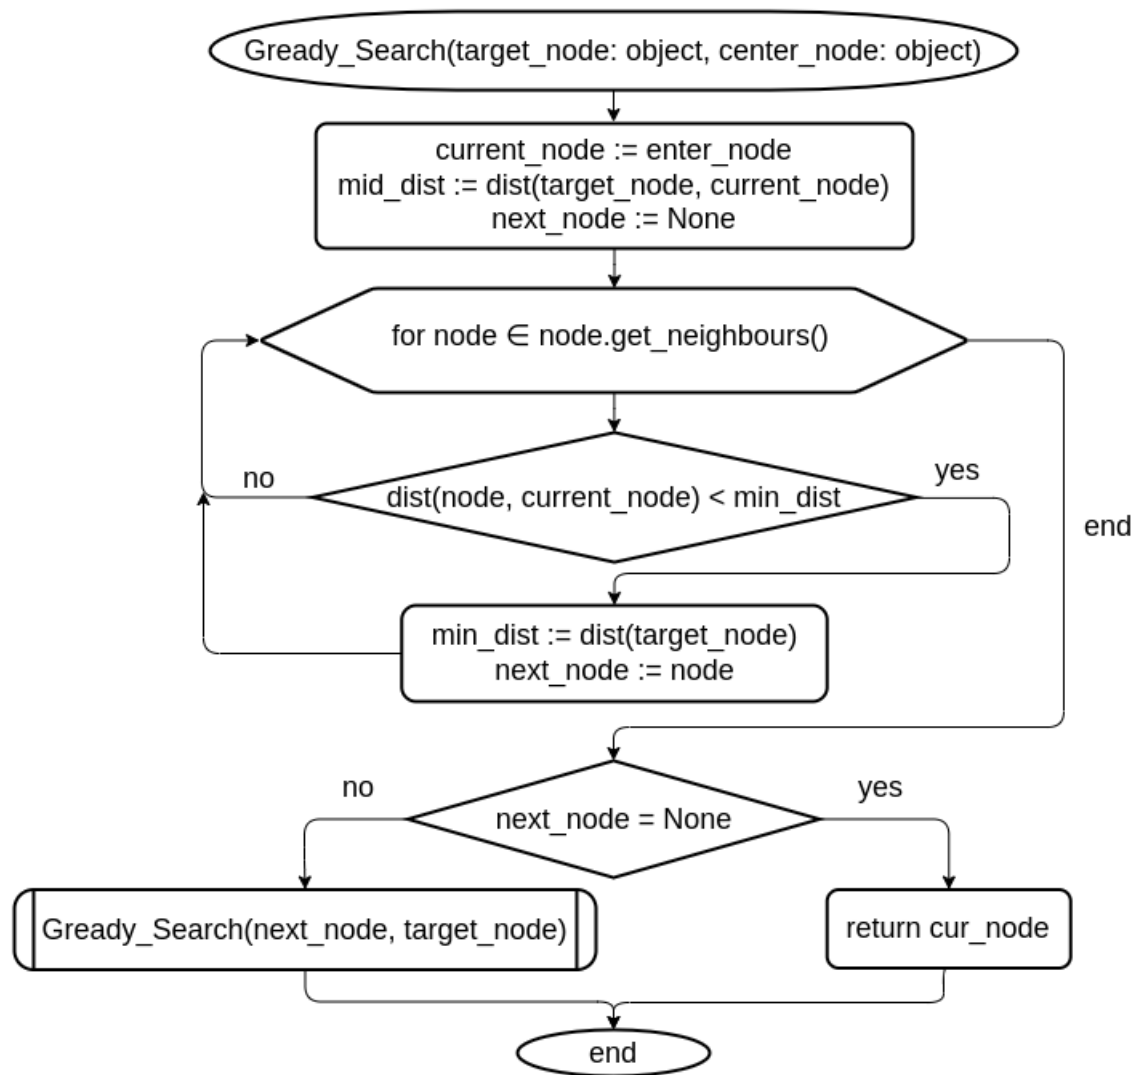 Gready_Search(target_node: object, center_node: object)
current_node := enter_node
mid_dist := dist(target_node, current_node)
next_node := None
for node ∈ node.get_neighbours()
no
yes
dist(node, current_node) < min_dist
end
min_dist := dist(target_node)
next_node := node
no
yes
next_node = None
Gready_Search(next_node, target_node)
return cur_node
end